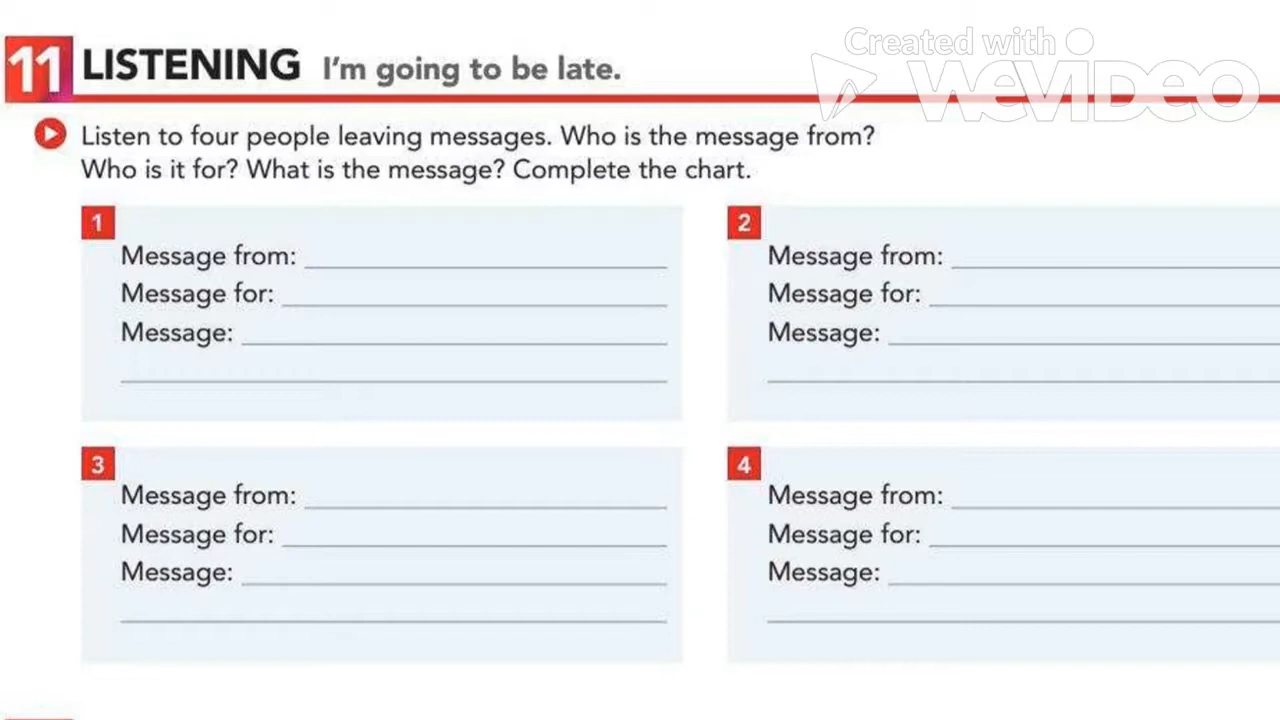 Created with
WEVIDEO
11 LISTENING I'm going to be late.
Listen to four people leaving messages. Who is the message from?
Who is it for? What is the message? Complete the chart.
1
Message from:
Message for:
Message:
2
Message from:
Message for:
Message:
3
Message from:
Message for:
Message:
4
Message from:
Message for:
Message: